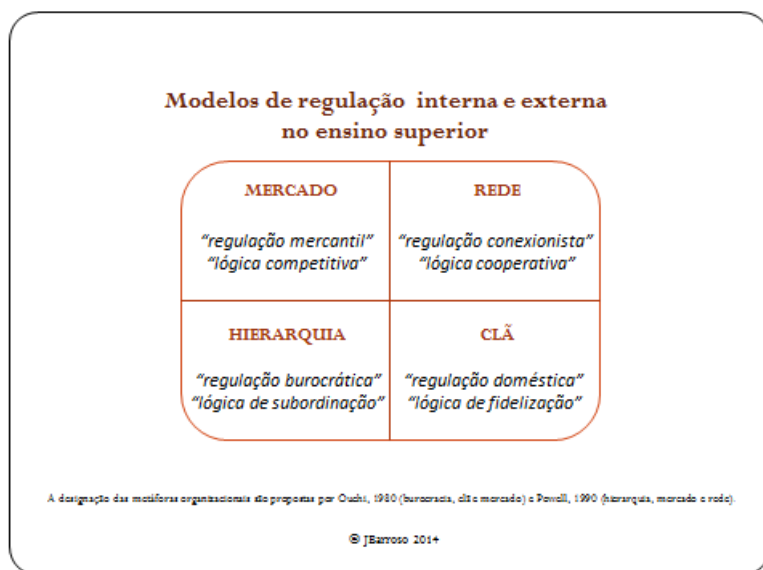 Modelos de regulação interna e externa
no ensino superior
MERCADO
“regulação mercantil”
“lógica competitiva”
REDE
“regulação conexionista”
“lógica cooperativa”
HIERARQUIA
“regulação burocrática”
“lógica de subordinação”
CLÃ
“regulação doméstica”
“lógica de fidelização”
A designação das metáforas organizacionais são propostas por Ouchi, 1980 (burocracia, clã e mercado) e Powell, 1990 (hierarquia, mercado e rede).
® JBarroso 2014